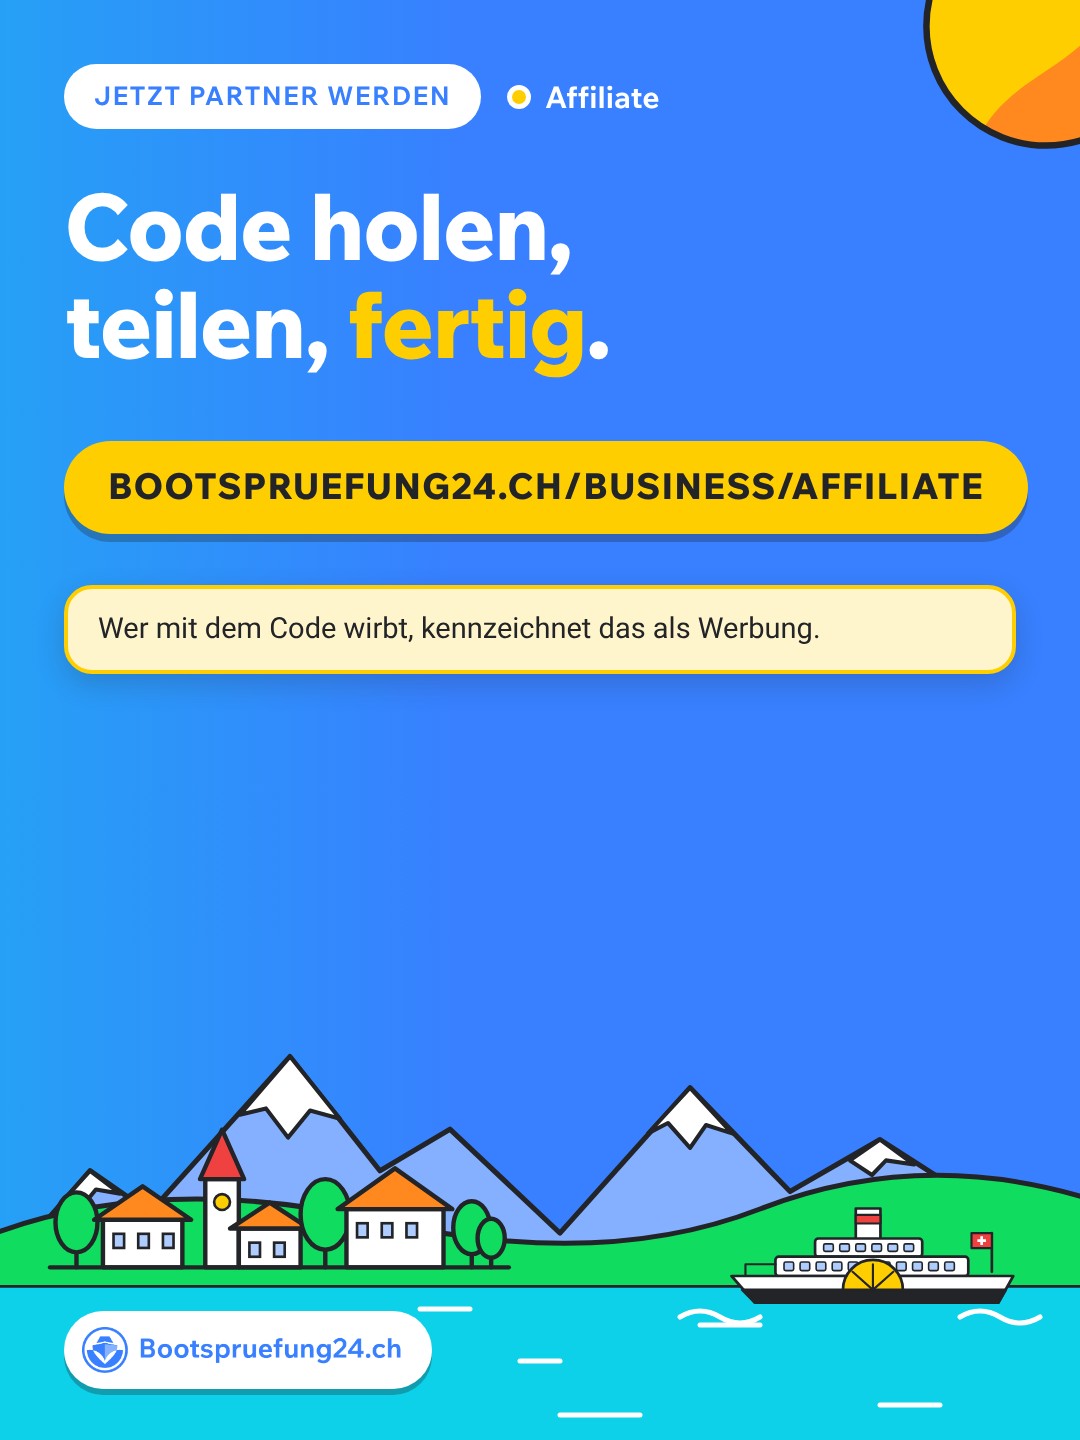 JETZT PARTNER WERDEN
Affiliate
Code holen,
teilen, fertig.
BOOTSPRUEFUNG24.CH/BUSINESS/AFFILIATE
Wer mit dem Code wirbt, kennzeichnet das als Werbung.
Bootspruefung24.ch